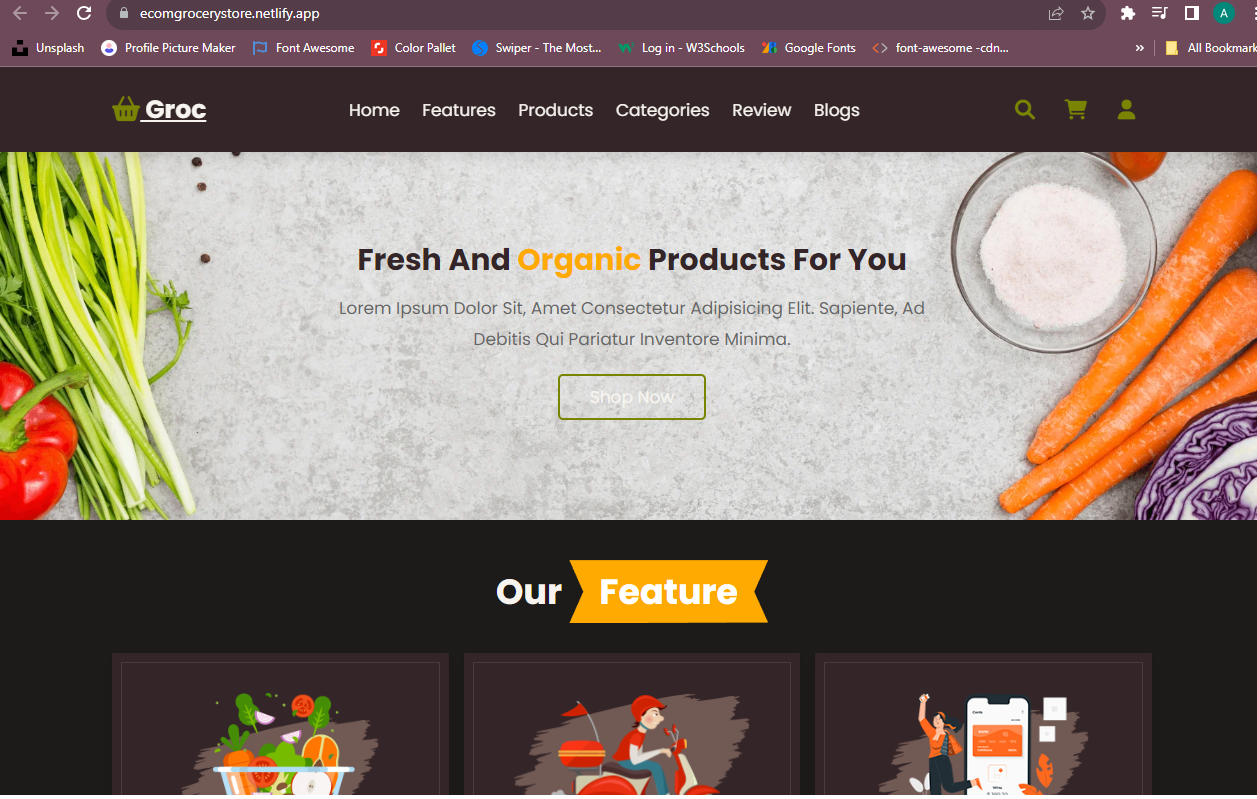 ecomgrocerystore.netlify.app
A
Unsplash Profile Picture Maker Font Awesome Color Pallet Swiper - The Most... Log in - W3Schools Google Fonts font-awesome -cdn... » All Bookmark
Groc Home Features Products Categories Review Blogs
Fresh And Organic Products For You
Lorem Ipsum Dolor Sit, Amet Consectetur Adipisicing Elit. Sapiente, Ad
Debitis Qui Pariatur Inventore Minima.
Shop Now
Our Feature